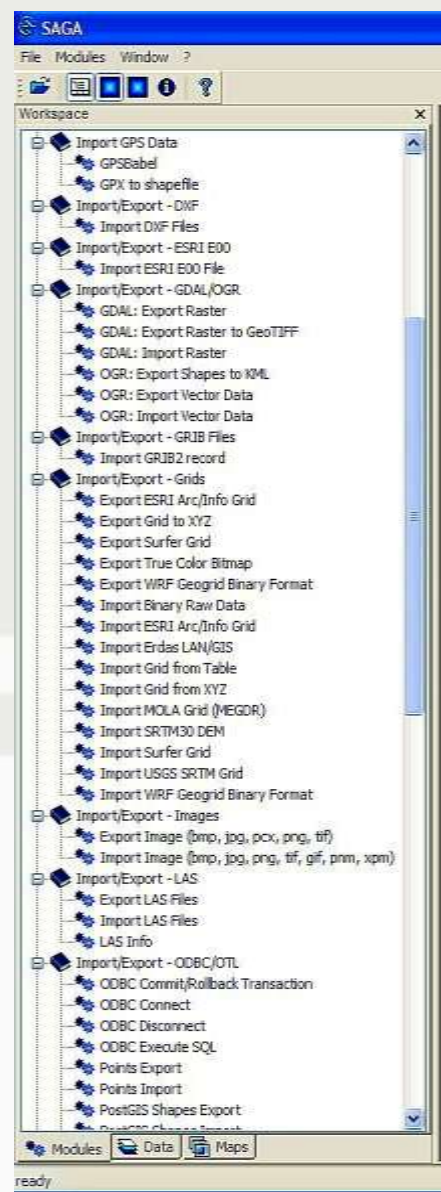 SAGA
File Modules Window ?
Workspace
Import GPS Data
GPSBabel
GPX to shapefile
Import/Export - DXF
Import DXF Files
Import/Export - ESRI E00
Import ESRI E00 File
Import/Export - GDAL/OGR
GDAL: Export Raster
GDAL: Export Raster to GeoTIFF
GDAL: Import Raster
OGR: Export Shapes to KML
OGR: Export Vector Data
OGR: Import Vector Data
Import/Export - GRIB Files
Import GRIB2 record
Import/Export - Grids
Export ESRI Arc/Info Grid
Export Grid to XYZ
Export Surfer Grid
Export True Color Bitmap
Export WRF Geogrid Binary Format
Import Binary Raw Data
Import ESRI Arc/Info Grid
Import Erdas LAN/GIS
Import Grid from Table
Import Grid from XYZ
Import MOLA Grid (MEGDR)
Import SRTM30 DEM
Import Surfer Grid
Import USGS SRTM Grid
Import WRF Geogrid Binary Format
Import/Export - Images
Export Image (bmp, jpg, pcx, png, tif)
Import Image (bmp, jpg, png, tif, gif, pnm, xpm)
Import/Export - LAS
Export LAS Files
Import LAS Files
LAS Info
Import/Export - ODBC/OTL
ODBC Commit/Rollback Transaction
ODBC Connect
ODBC Disconnect
ODBC Execute SQL
Points Export
Points Import
PostGIS Shapes Export
PostGIS Shapes Import
Modules Data Maps
ready